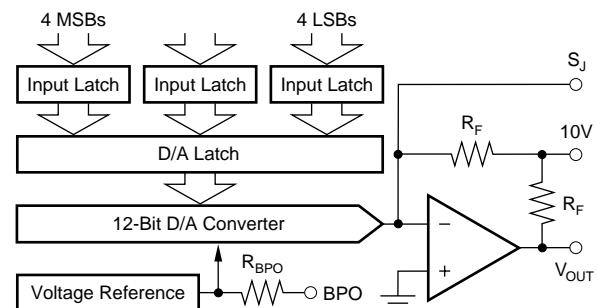 4 MSBs 4 LSBs
Input Latch Input Latch Input Latch
D/A Latch
12-Bit D/A Converter
Voltage Reference
R_BPO
BPO
S_J
R_F
10V
R_F
–
+
V_OUT